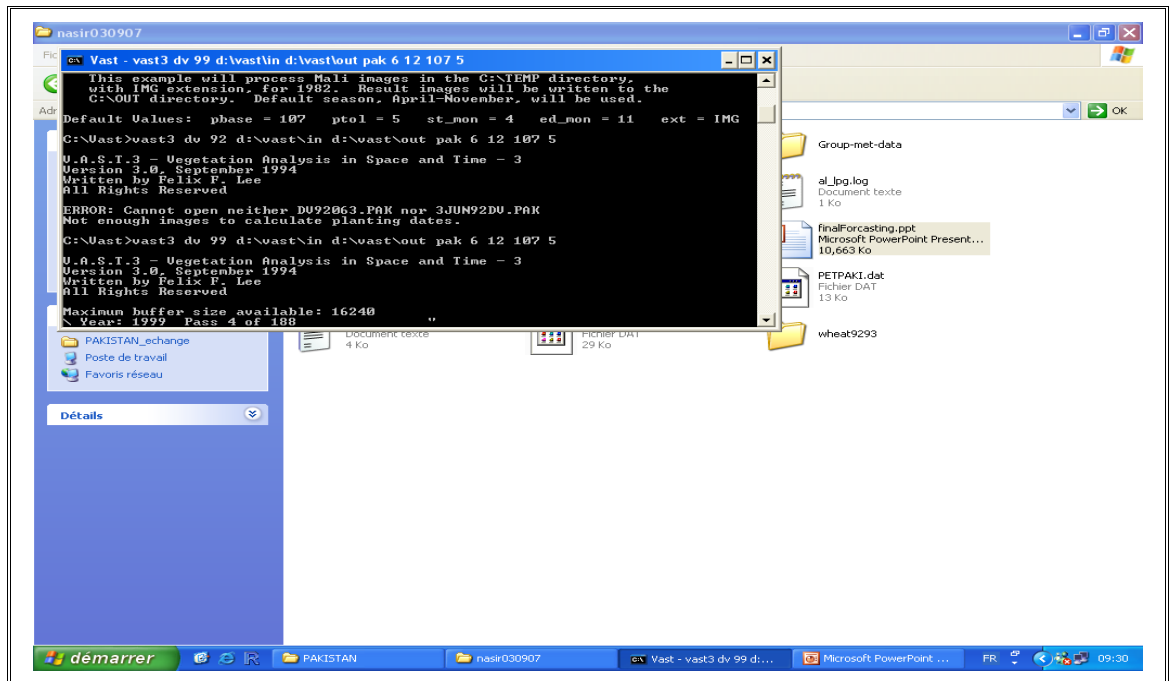 nasir030907
Fic
Adr
OK
Vast - vast3 dv 99 d:\vast\in d:\vast\out pak 6 12 107 5
This example will process Mali images in the C:\TEMP directory,
with IMG extension, for 1982. Result images will be written to the
C:\OUT directory. Default season, April-November, will be used.
Default Values: pbase = 107 ptol = 5 st_mon = 4 ed_mon = 11 ext = IMG
C:\Vast>vast3 dv 92 d:\vast\in d:\vast\out pak 6 12 107 5
V.A.S.T.3 - Vegetation Analysis in Space and Time - 3
Version 3.0, September 1994
Written by Felix F. Lee
All Rights Reserved
ERROR: Cannot open neither DV92063.PAK nor 3JUN92DV.PAK
Not enough images to calculate planting dates.
C:\Vast>vast3 dv 99 d:\vast\in d:\vast\out pak 6 12 107 5
V.A.S.T.3 - Vegetation Analysis in Space and Time - 3
Version 3.0, September 1994
Written by Felix F. Lee
All Rights Reserved
Maximum buffer size available: 16240
\ Year: 1999 Pass 4 of 188 "
Group-met-data
al_lpg.log
Document texte
1 Ko
finalForcasting.ppt
Microsoft PowerPoint Present...
10,663 Ko
PETPAKI.dat
Fichier DAT
13 Ko
wheat9293
Document texte
4 Ko
Fichier DAT
29 Ko
PAKISTAN_echange
Poste de travail
Favoris réseau
Détails
démarrer
PAKISTAN
nasir030907
Vast - vast3 dv 99 d:...
Microsoft PowerPoint ...
FR
09:30